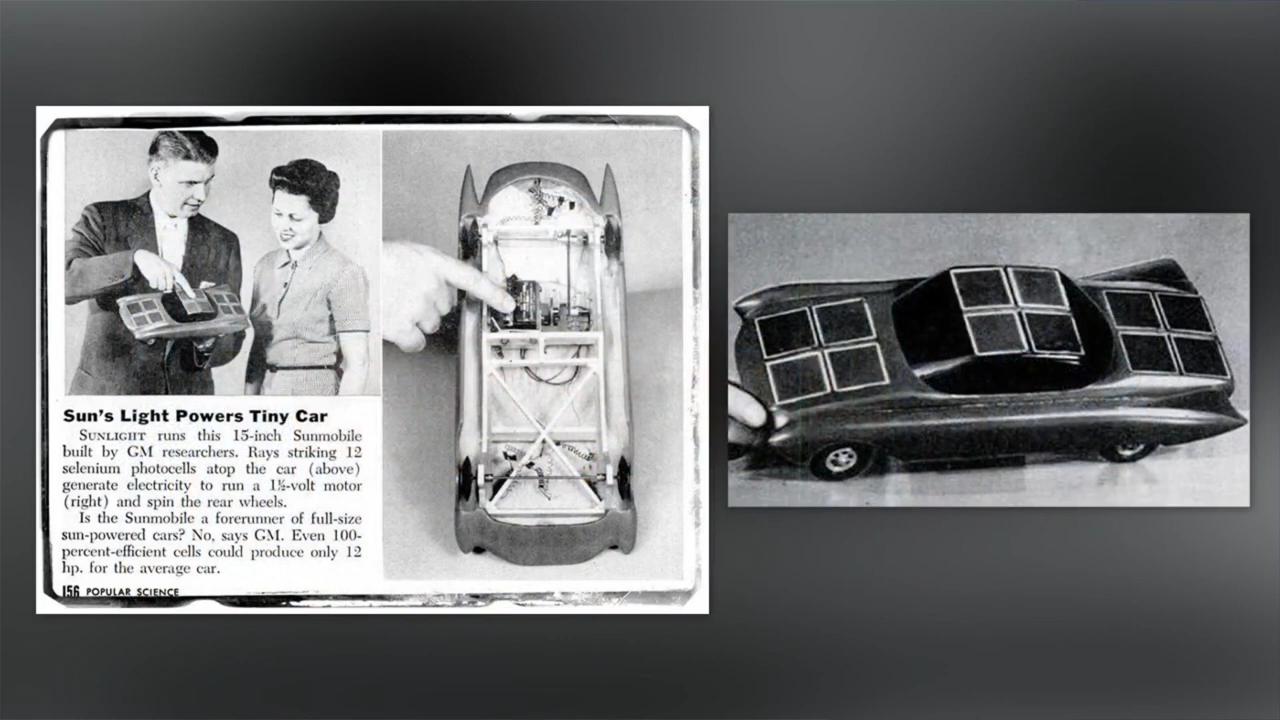 Sun's Light Powers Tiny Car
SUNLIGHT runs this 15-inch Sunmobile
built by GM researchers. Rays striking 12
selenium photocells atop the car (above)
generate electricity to run a 1½-volt motor
(right) and spin the rear wheels.
Is the Sunmobile a forerunner of full-size
sun-powered cars? No, says GM. Even 100-
percent-efficient cells could produce only 12
hp. for the average car.
156 POPULAR SCIENCE